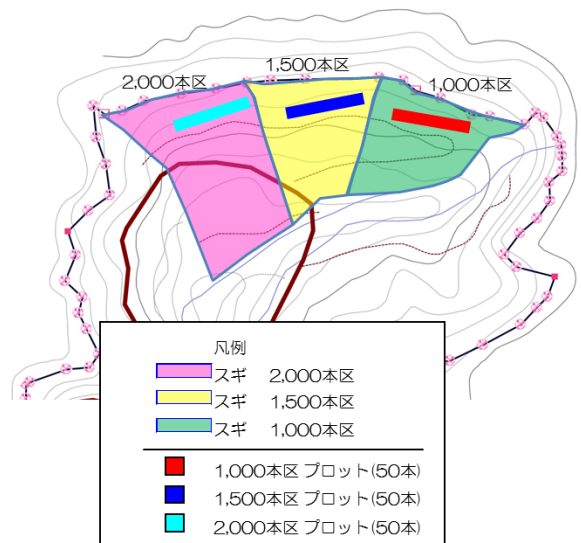 2,000本区
1,500本区
1,000本区
凡例
スギ 2,000本区
スギ 1,500本区
スギ 1,000本区
1,000本区 プロット(50本)
1,500本区 プロット(50本)
2,000本区 プロット(50本)